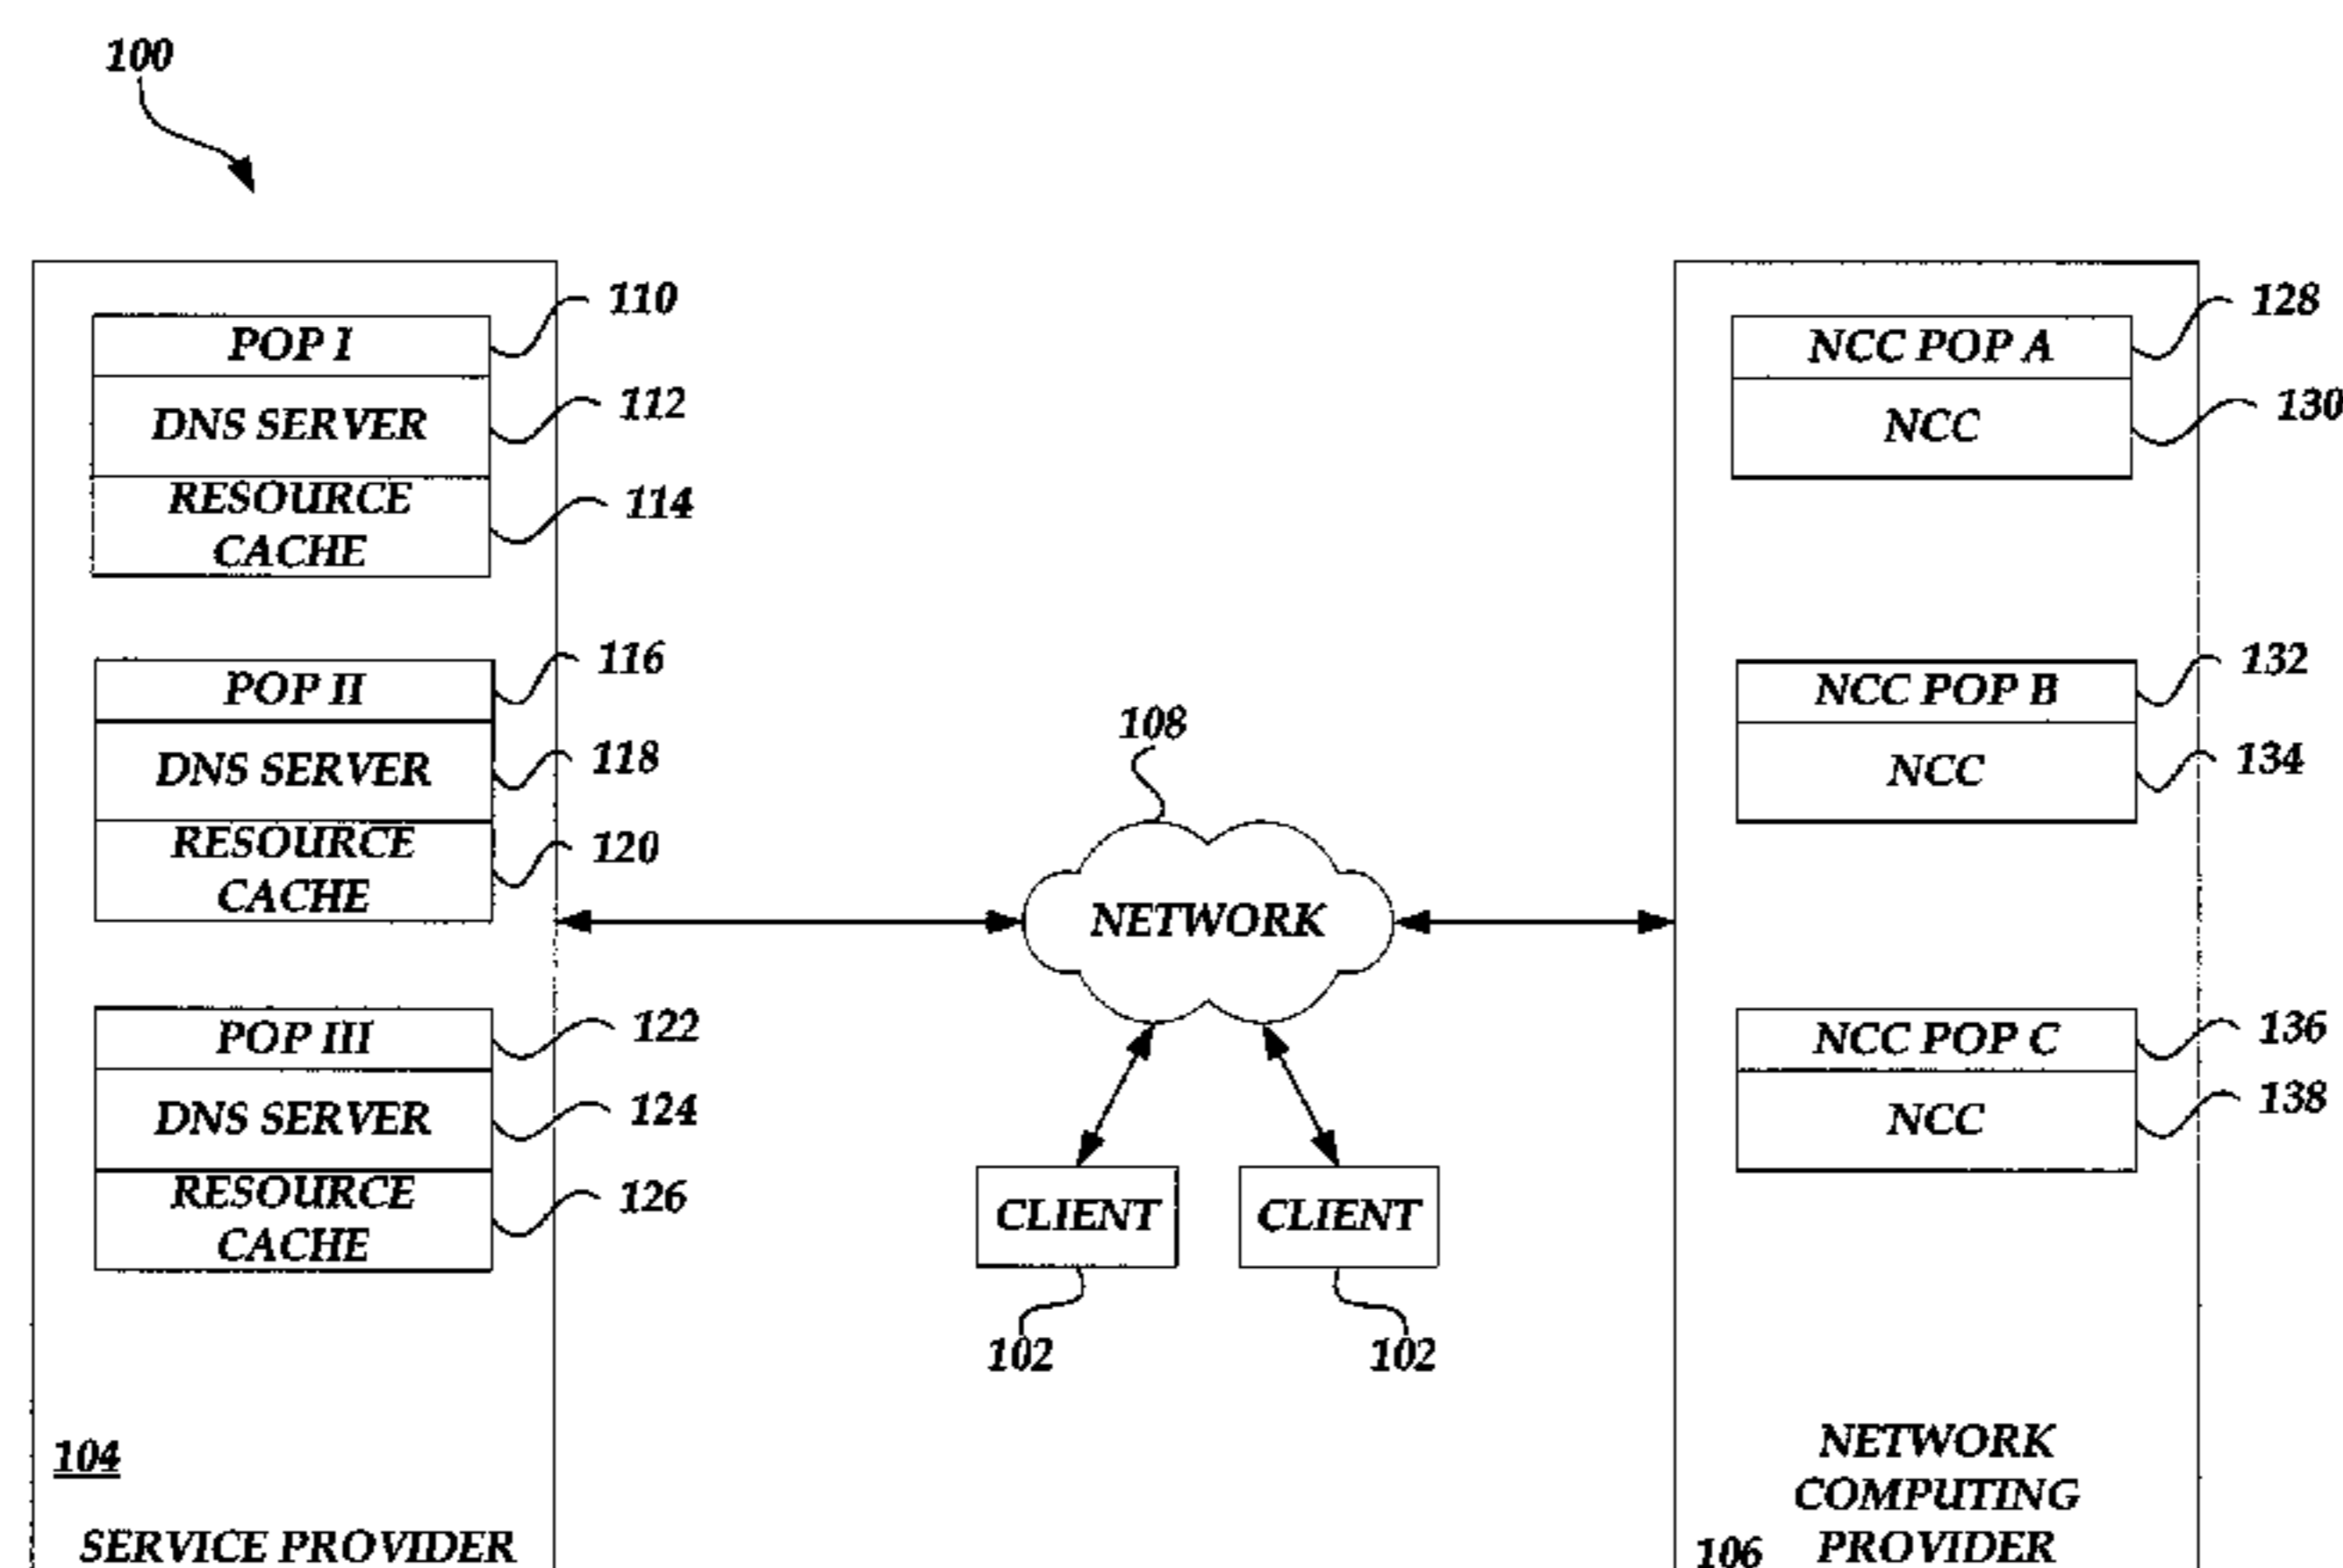 100
POP I
110
DNS SERVER
112
RESOURCE
CACHE
114
POP II
116
DNS SERVER
118
RESOURCE
CACHE
120
POP III
122
DNS SERVER
124
RESOURCE
CACHE
126
104
SERVICE PROVIDER
108
NETWORK
CLIENT
CLIENT
102
102
NCC POP A
128
NCC
130
NCC POP B
132
NCC
134
NCC POP C
136
NCC
138
NETWORK
COMPUTING
PROVIDER
106